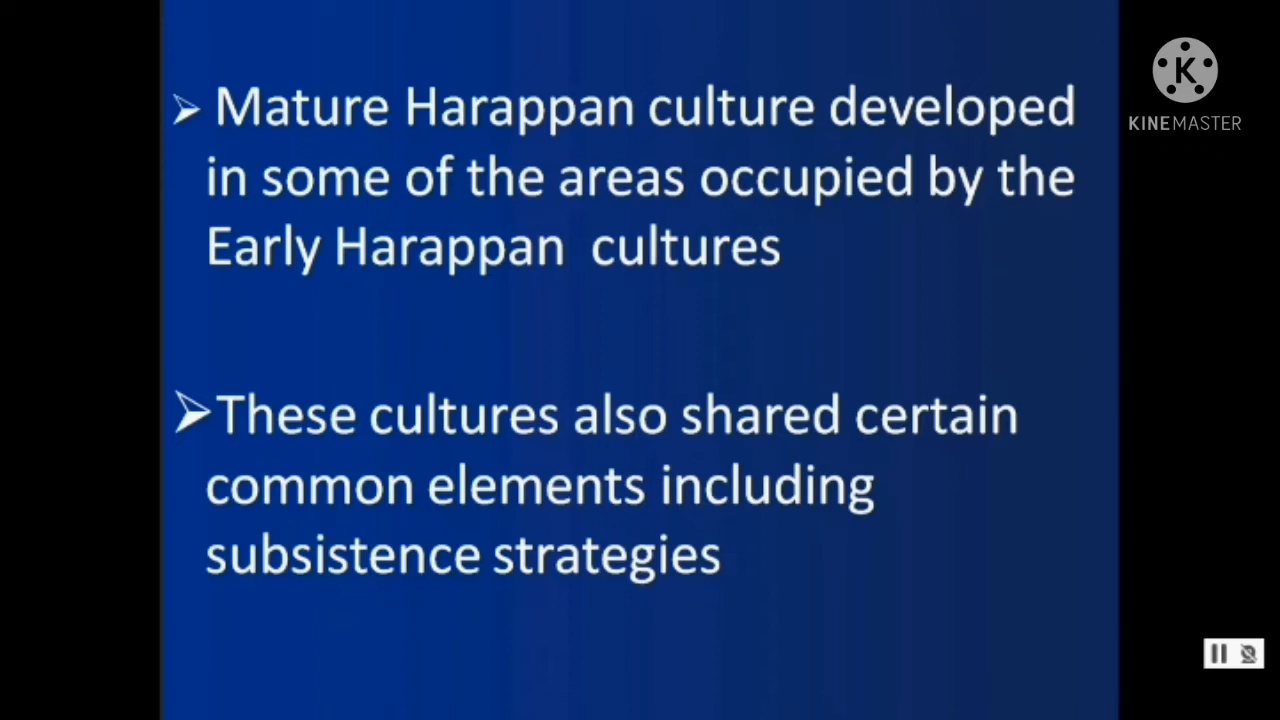 ➢ Mature Harappan culture developed
in some of the areas occupied by the
Early Harappan cultures
➢These cultures also shared certain
common elements including
subsistence strategies
K
KINEMASTER